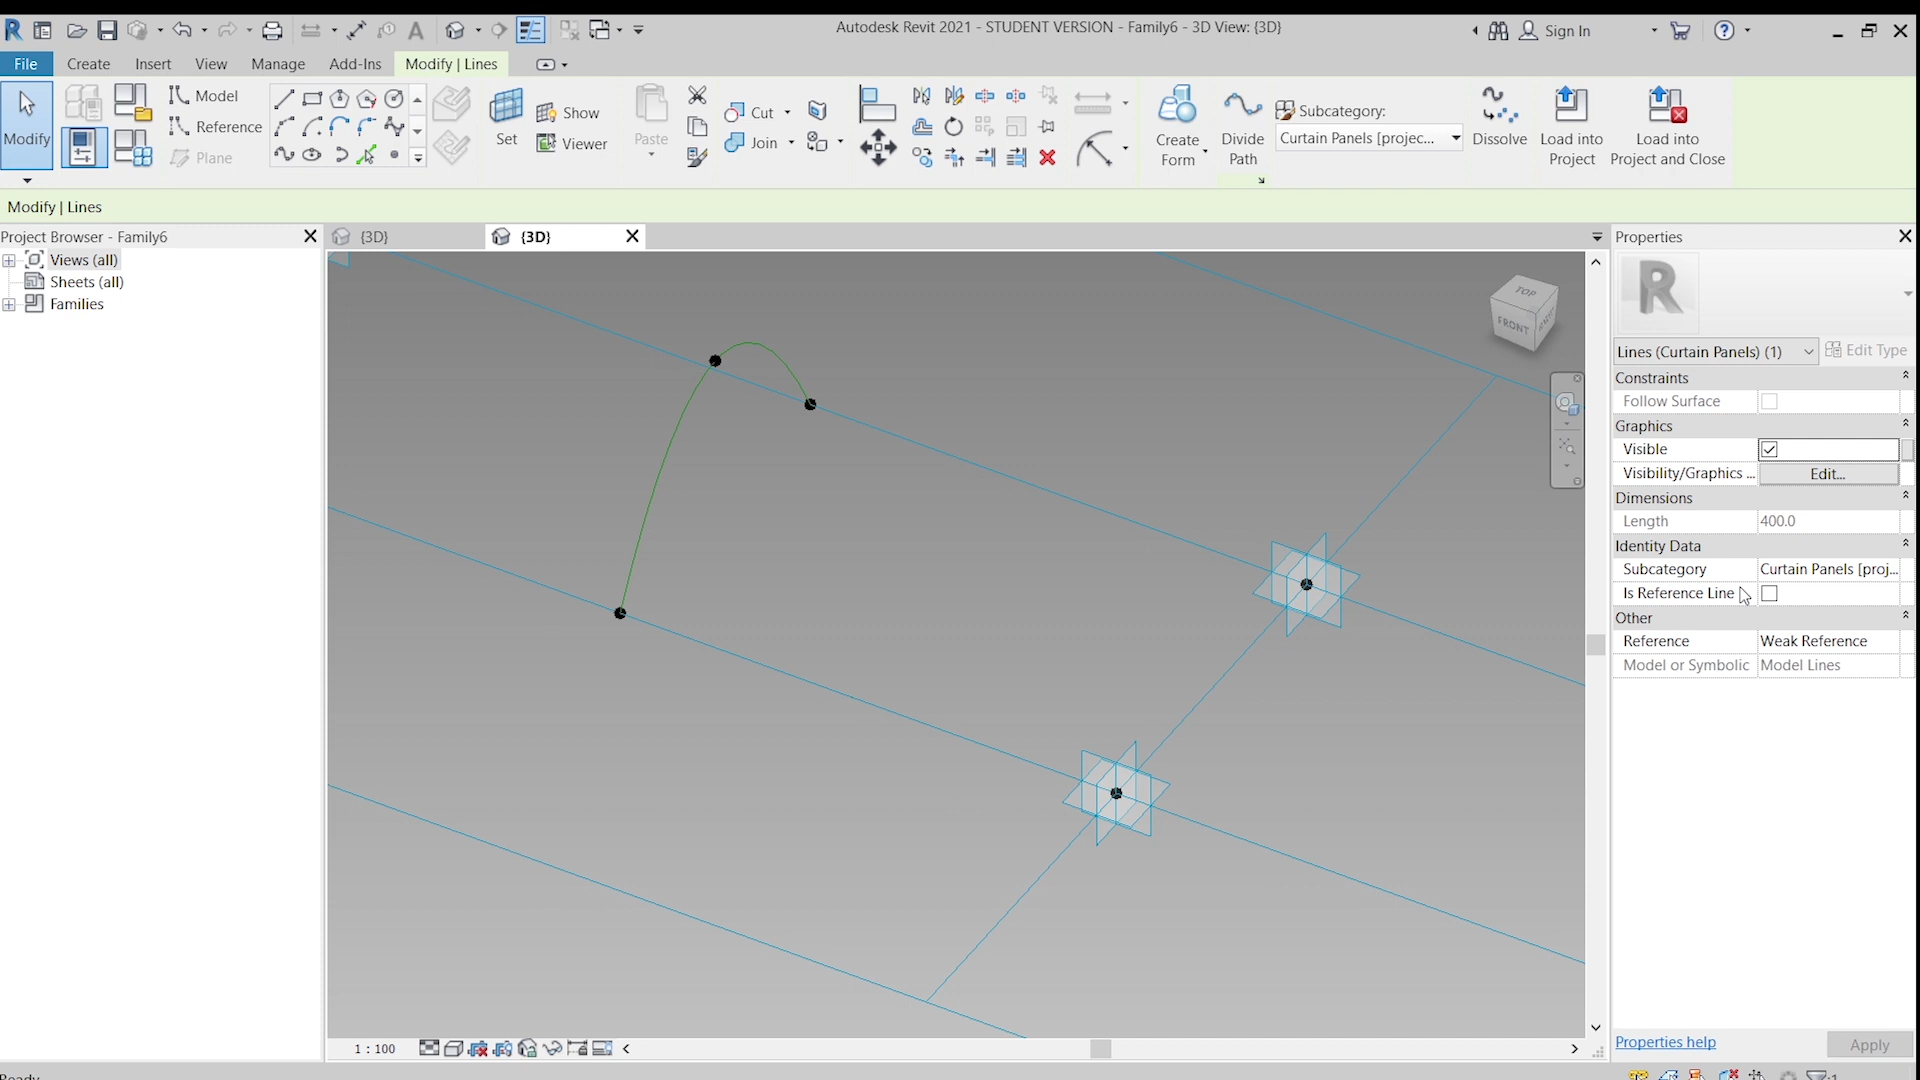 Autodesk Revit 2021 - STUDENT VERSION - Family6 - 3D View: {3D}
Sign In
File Create Insert View Manage Add-Ins Modify | Lines
Modify
Model
Reference
Plane
Set
Show
Viewer
Paste
Cut
Join
Create
Form
Divide
Path
Subcategory:
Curtain Panels [projec...
Dissolve
Load into
Project
Load into
Project and Close
Modify | Lines
Project Browser - Family6
Views (all)
Sheets (all)
Families
{3D}
{3D}
TOP
FRONT
Properties
Lines (Curtain Panels) (1)
Edit Type
Constraints
Follow Surface
Graphics
Visible
Visibility/Graphics ... Edit...
Dimensions
Length 400.0
Identity Data
Subcategory Curtain Panels [proj...
Is Reference Line
Other
Reference Weak Reference
Model or Symbolic Model Lines
1 : 100
Properties help
Apply
Ready
:1